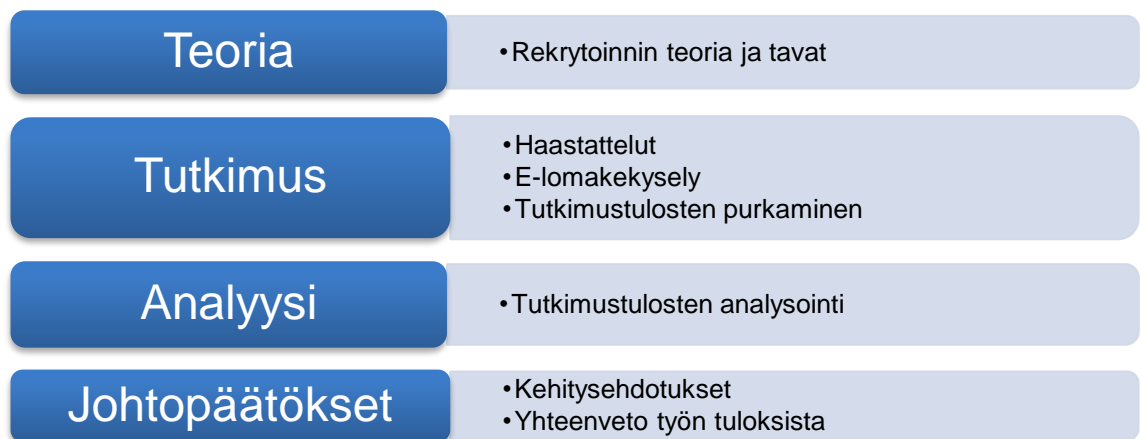 Teoria
•Rekrytoinnin teoria ja tavat
Tutkimus
•Haastattelut
•E-lomakekysely
•Tutkimustulosten purkaminen
Analyysi
•Tutkimustulosten analysointi
Johtopäätökset
•Kehitysehdotukset
•Yhteenveto työn tuloksista